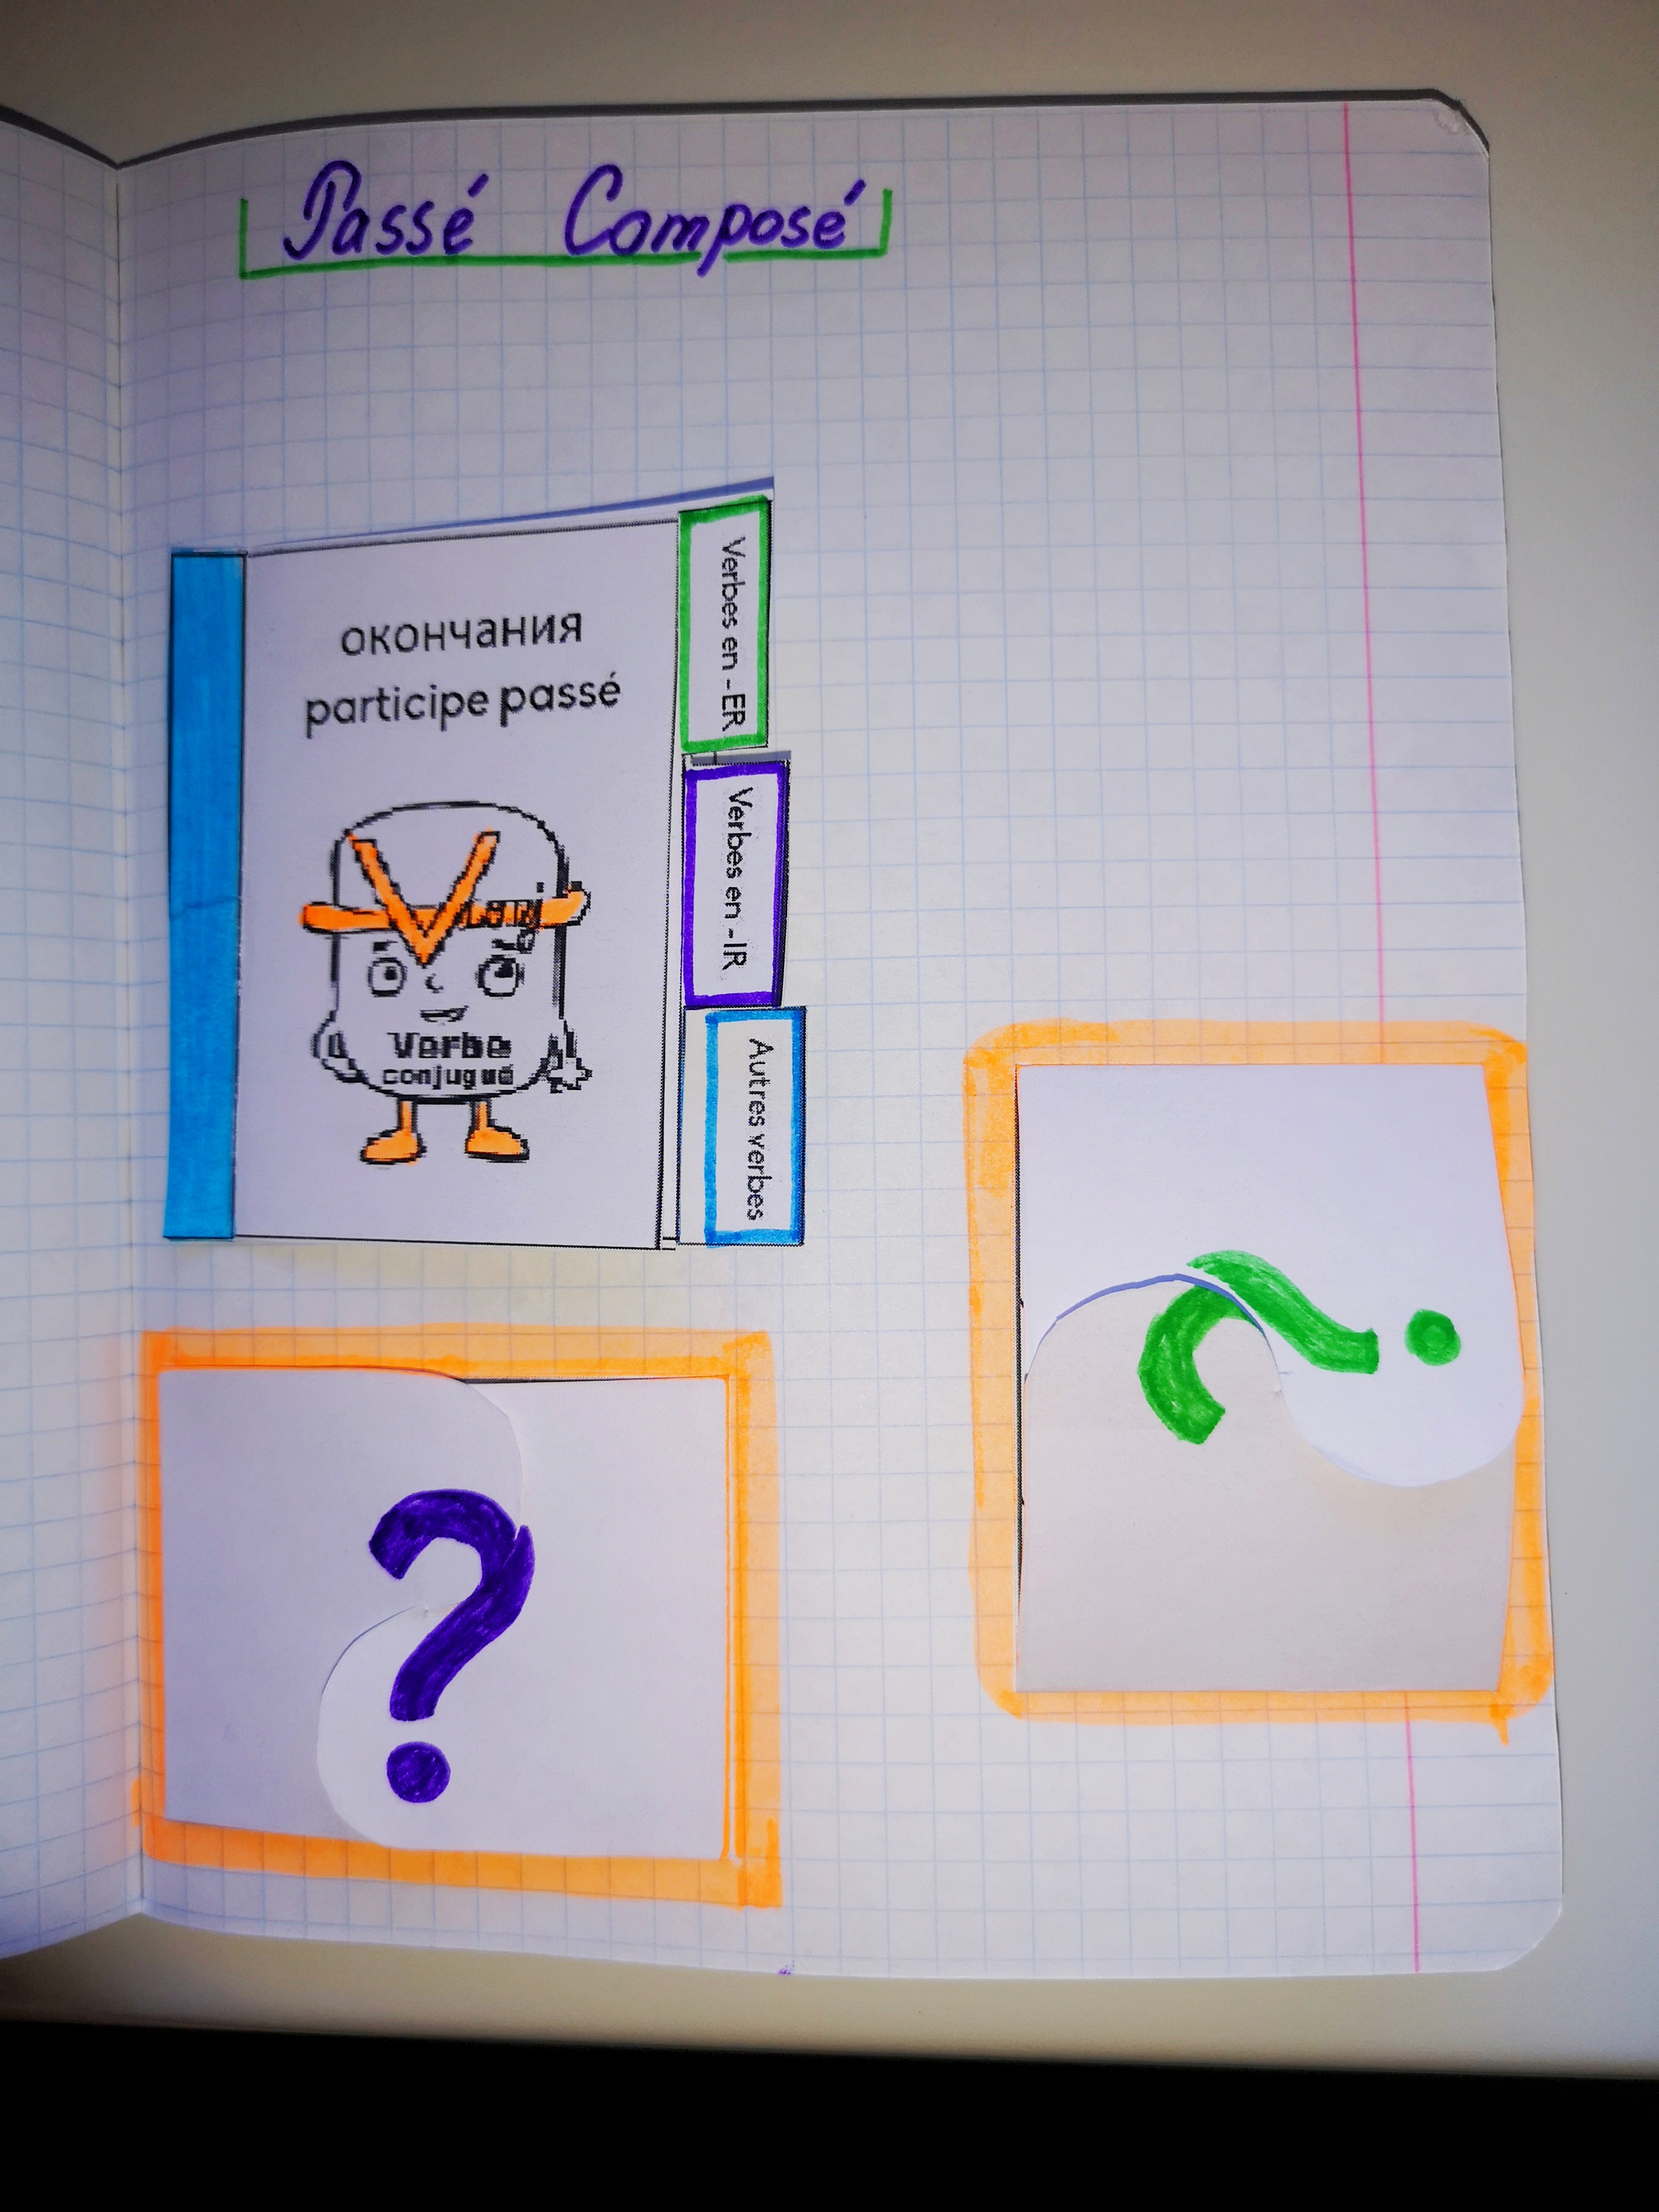 Passé Composé
окончания
participe passé
Verbe
conjugué
Verbes en -ER
Verbes en -IR
Autres verbes
?
?